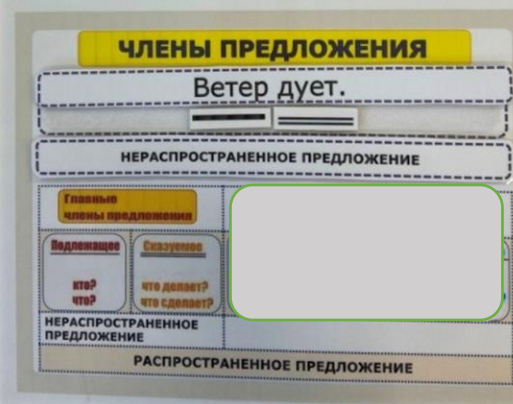 ЧЛЕНЫ ПРЕДЛОЖЕНИЯ
Ветер дует.
НЕРАСПРОСТРАНЕННОЕ ПРЕДЛОЖЕНИЕ
Главные
члены предложения
Подлежащее
кто?
что?
Сказуемое
что делает?
что сделает?
НЕРАСПРОСТРАНЕННОЕ
ПРЕДЛОЖЕНИЕ
РАСПРОСТРАНЕННОЕ ПРЕДЛОЖЕНИЕ